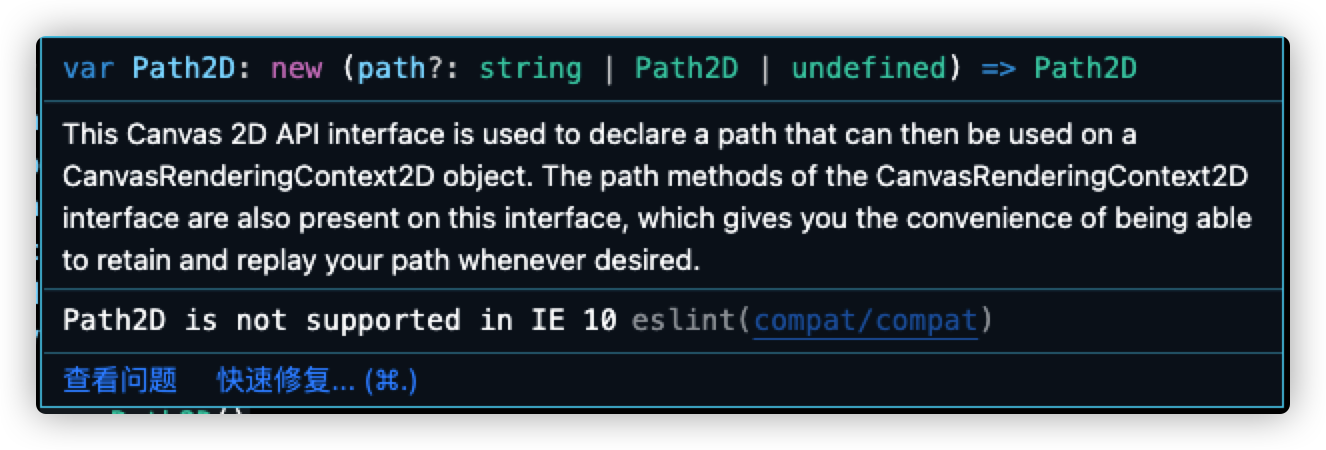 var Path2D: new (path?: string | Path2D | undefined) => Path2D
This Canvas 2D API interface is used to declare a path that can then be used on a
CanvasRenderingContext2D object. The path methods of the CanvasRenderingContext2D
interface are also present on this interface, which gives you the convenience of being able
to retain and replay your path whenever desired.
Path2D is not supported in IE 10 eslint(compat/compat)
查看问题 快速修复... (⌘.)